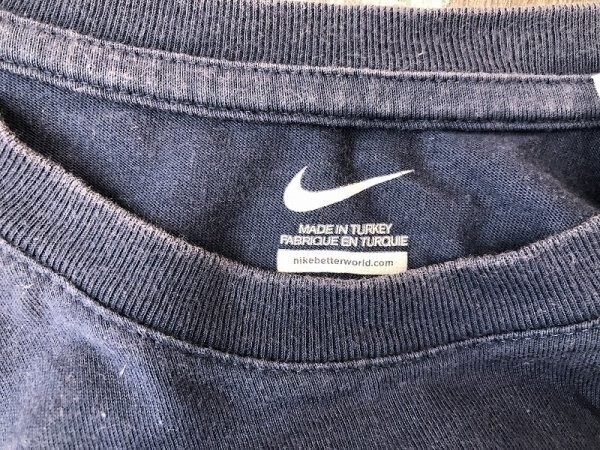 MADE IN TURKEY
FABRIQUE EN TURQUIE
nikebetterworld.com